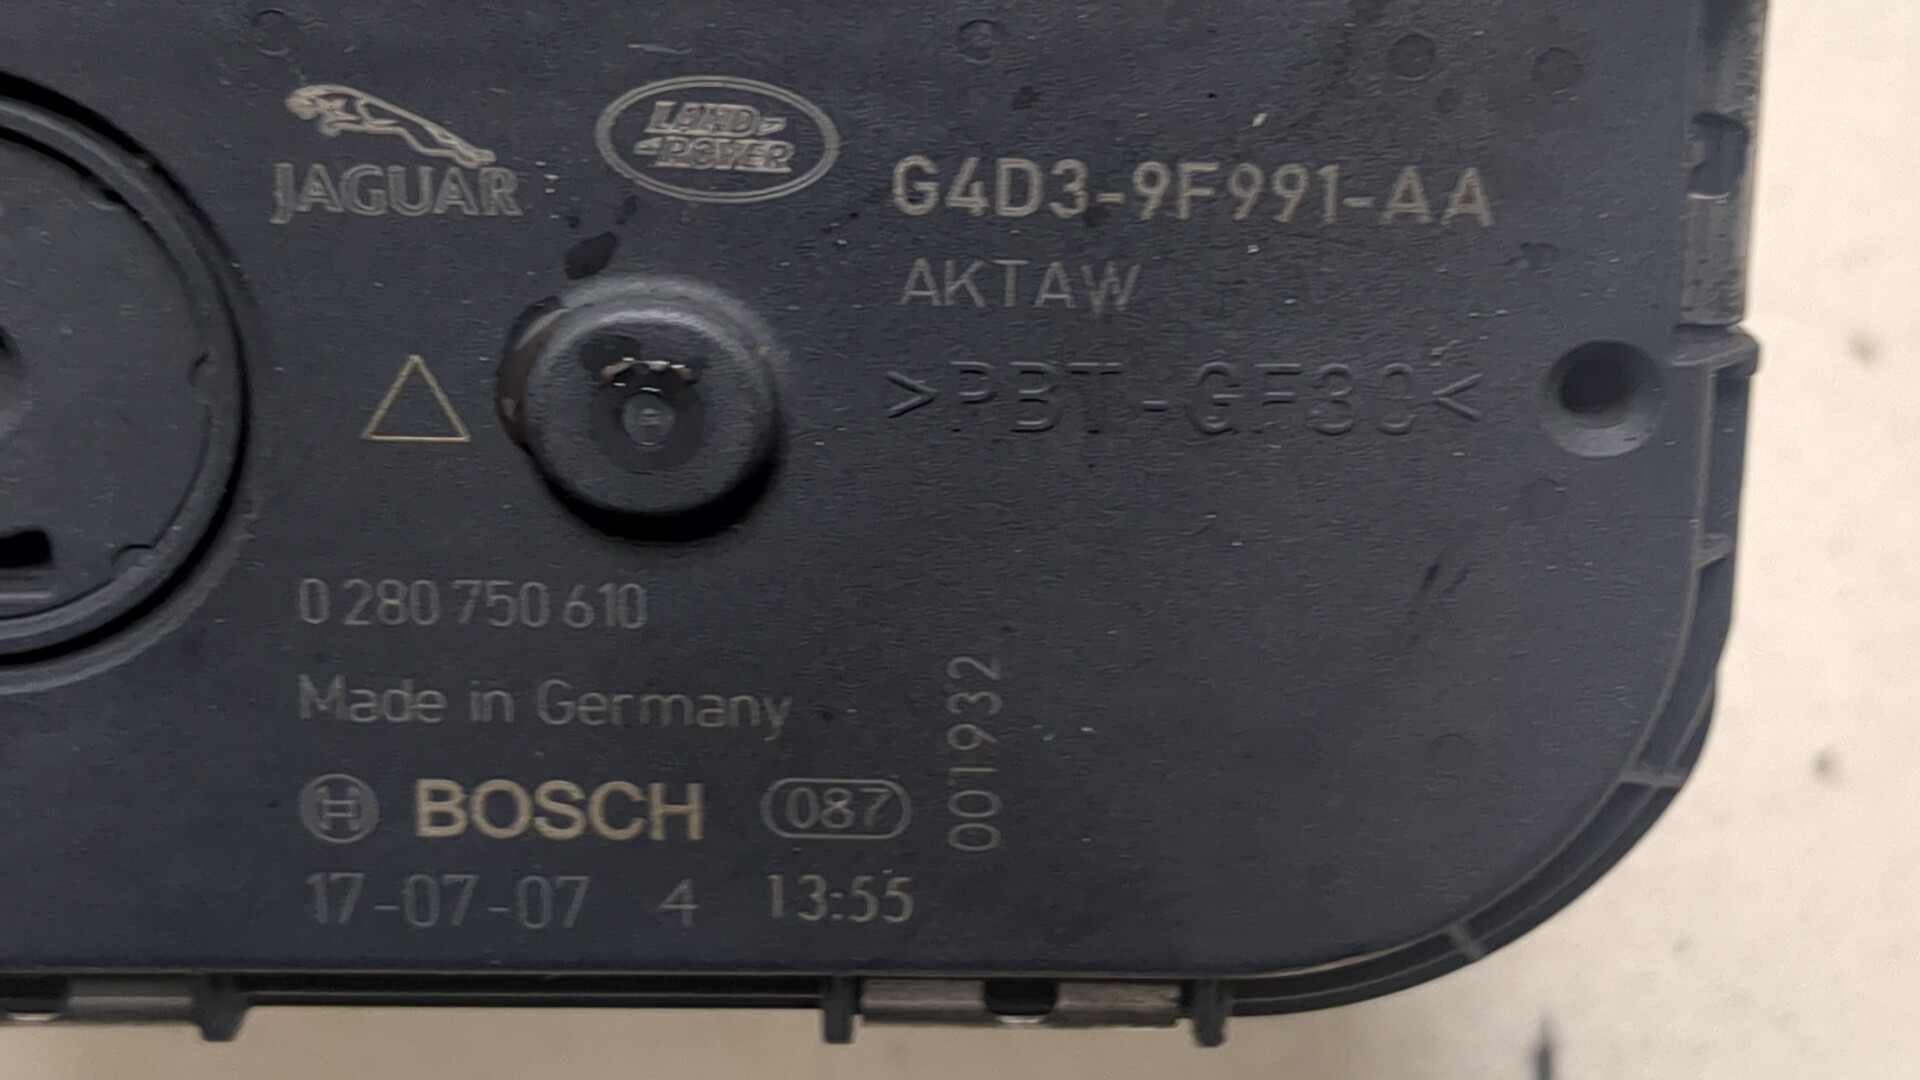 JAGUAR
LAND-
-ROVER
G4D3-9F991-AA
AKTAW
>PBT-GF30<
0 280 750 610
Made in Germany
001932
BOSCH
087
17-07-07 4 13:55